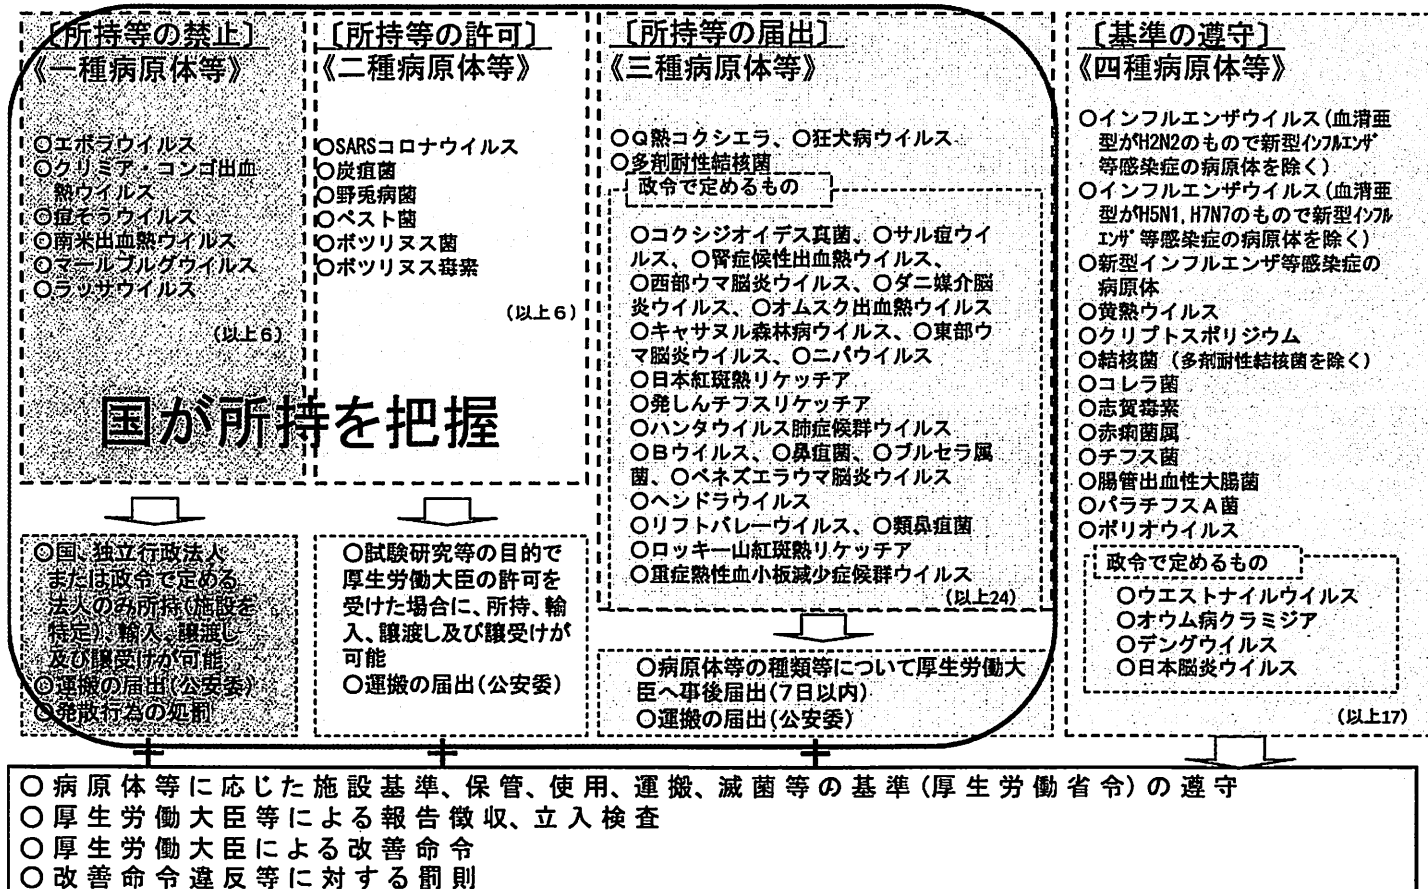 〔所持等の禁止〕
《一種病原体等》
○エボラウイルス
○クリミア・コンゴ出血
熱ウイルス
○痘そうウイルス
○南米出血熱ウイルス
○マールブルグウイルス
○ラッサウイルス
(以上6)
〔所持等の許可〕
《二種病原体等》
○SARSコロナウイルス
○炭疽菌
○野兎病菌
○ペスト菌
○ボツリヌス菌
○ボツリヌス毒素
(以上6)
〔所持等の届出〕
《三種病原体等》
○Q熱コクシエラ、○狂犬病ウイルス
○多剤耐性結核菌
政令で定めるもの
○コクシジオイデス真菌、○サル痘ウイ
ルス、○腎症候性出血熱ウイルス、
○西部ウマ脳炎ウイルス、○ダニ媒介脳
炎ウイルス、○オムスク出血熱ウイルス
○キャサヌル森林病ウイルス、○東部ウ
マ脳炎ウイルス、○ニパウイルス
○日本紅斑熱リケッチア
○発しんチフスリケッチア
○ハンタウイルス肺症候群ウイルス
○Bウイルス、○鼻疽菌、○ブルセラ属
菌、○ベネズエラウマ脳炎ウイルス
○ヘンドラウイルス
○リフトバレーウイルス、○類鼻疽菌
○ロッキー山紅斑熱リケッチア
○重症熱性血小板減少症候群ウイルス
(以上24)
〔基準の遵守〕
《四種病原体等》
○インフルエンザウイルス(血清亜
型がH2N2のもので新型インフルエンザ
等感染症の病原体を除く)
○インフルエンザウイルス(血清亜
型がH5N1,H7N7のもので新型インフル
エンザ等感染症の病原体を除く)
○新型インフルエンザ等感染症の
病原体
○黄熱ウイルス
○クリプトスポリジウム
○結核菌(多剤耐性結核菌を除く)
○コレラ菌
○志賀毒素
○赤痢菌属
○チフス菌
○腸管出血性大腸菌
○パラチフスA菌
○ポリオウイルス
政令で定めるもの
○ウエストナイルウイルス
○オウム病クラミジア
○デングウイルス
○日本脳炎ウイルス
(以上17)
国が所持を把握
○国、独立行政法人
または政令で定める
法人のみ所持(施設を
特定)、輸入、譲渡し
及び譲受けが可能
○運搬の届出(公安委)
○発散行為の処罰
○試験研究等の目的で
厚生労働大臣の許可を
受けた場合に、所持、輸
入、譲渡し及び譲受けが
可能
○運搬の届出(公安委)
○病原体等の種類等について厚生労働大
臣へ事後届出(7日以内)
○運搬の届出(公安委)
○病原体等に応じた施設基準、保管、使用、運搬、滅菌等の基準(厚生労働省令)の遵守
○厚生労働大臣等による報告徴収、立入検査
○厚生労働大臣による改善命令
○改善命令違反等に対する罰則